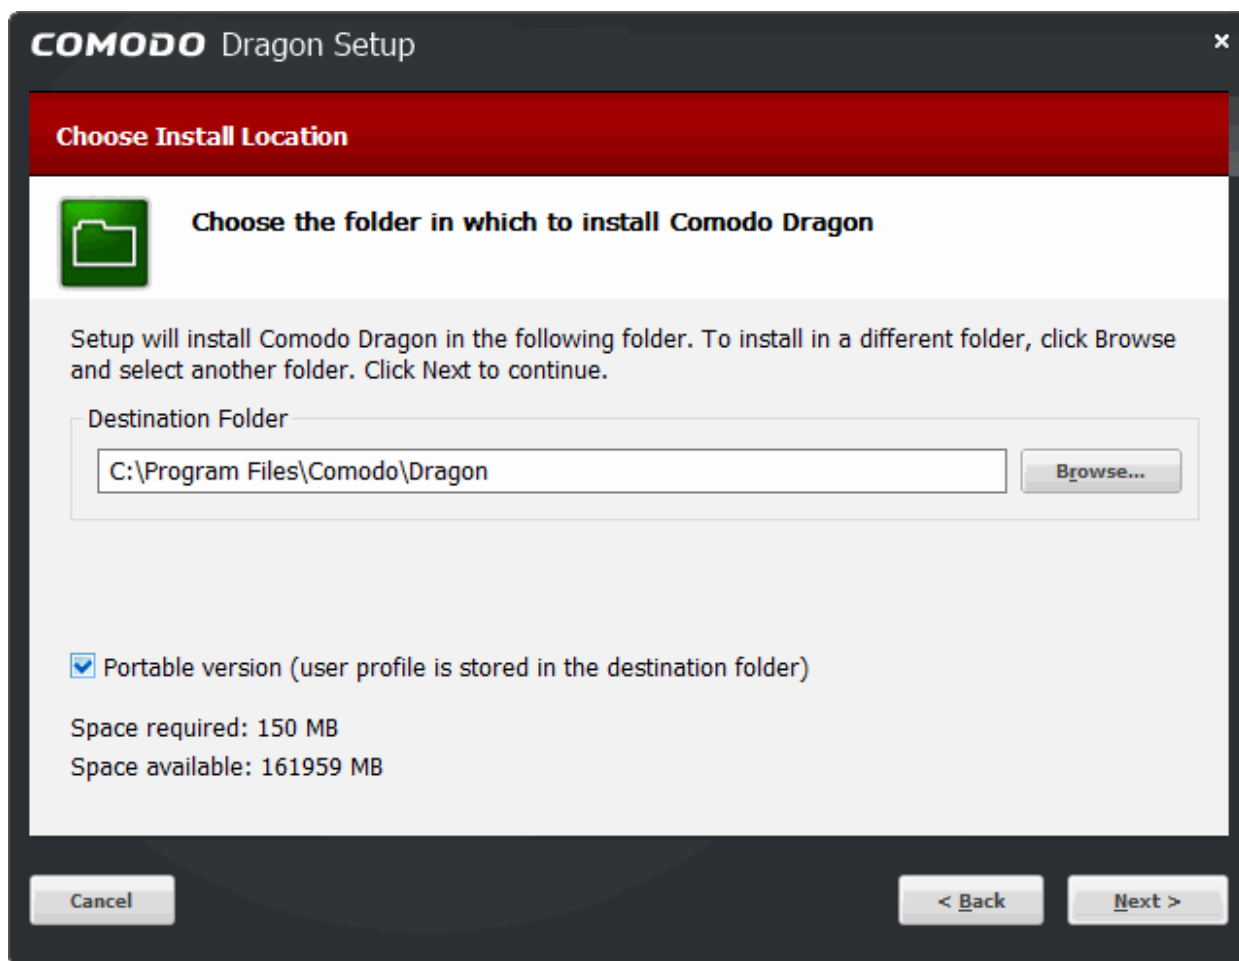 COMODO Dragon Setup
Choose Install Location
Choose the folder in which to install Comodo Dragon
Setup will install Comodo Dragon in the following folder. To install in a different folder, click Browse
and select another folder. Click Next to continue.
Destination Folder
C:\Program Files\Comodo\Dragon
Browse...
Portable version (user profile is stored in the destination folder)
Space required: 150 MB
Space available: 161959 MB
Cancel
< Back
Next >